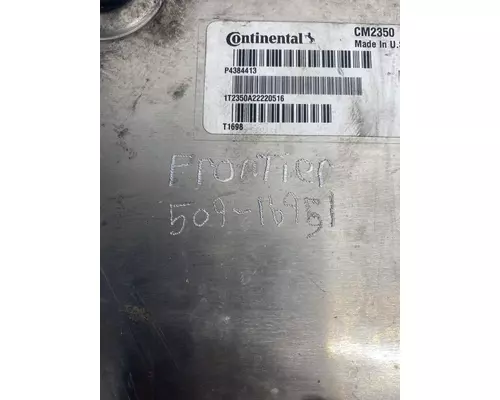 Continental CM2350
Made in U.S
P4384413
1T2350A22220516
T1698
Frontier
509-16951